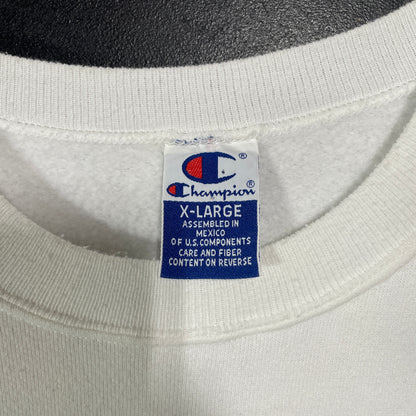 ®
Champion®
X-LARGE
ASSEMBLED IN
MEXICO
OF U.S. COMPONENTS
CARE AND FIBER
CONTENT ON REVERSE